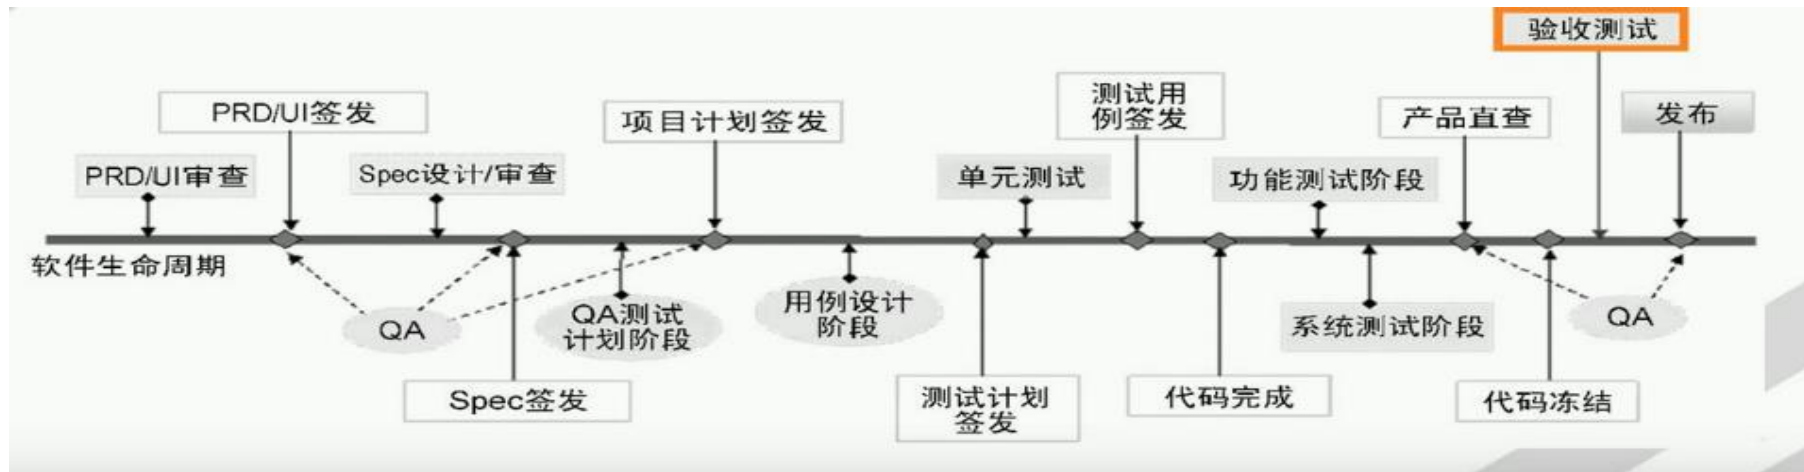 验收测试
PRD/UI签发
项目计划签发
测试用
例签发
产品直查
发布
PRD/UI审查
Spec设计/审查
单元测试
功能测试阶段
软件生命周期
QA
QA测试
计划阶段
用例设计
阶段
系统测试阶段
QA
Spec签发
测试计划
签发
代码完成
代码冻结